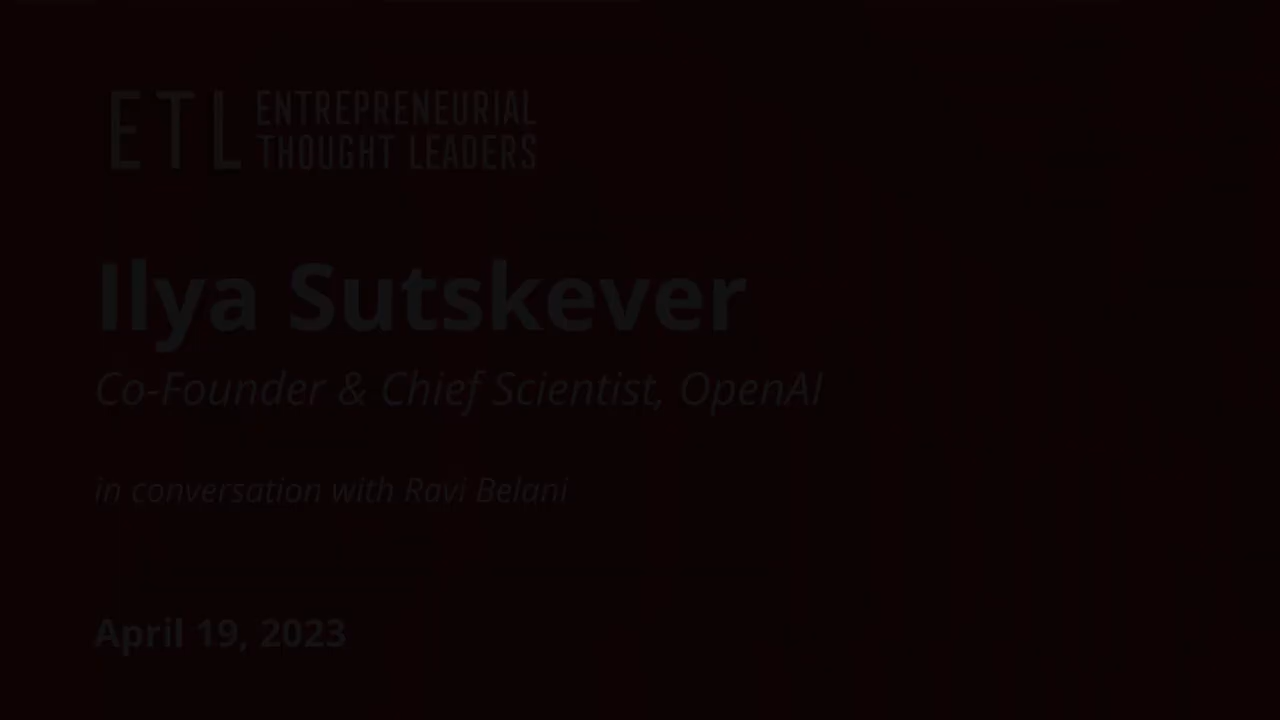 ETL ENTREPRENEURIAL
THOUGHT LEADERS
Ilya Sutskever
Co-Founder & Chief Scientist, OpenAI
in conversation with Ravi Belani
April 19, 2023